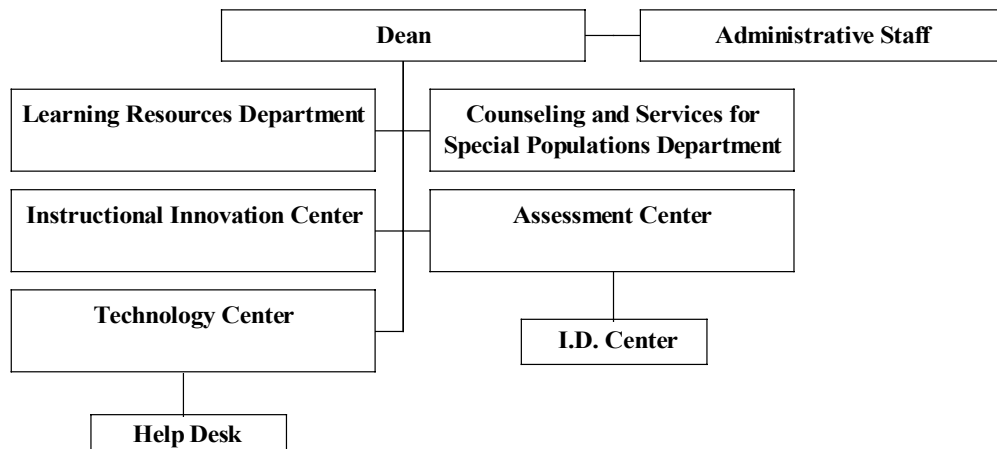 Dean
Administrative Staff
Learning Resources Department
Counseling and Services for
Special Populations Department
Instructional Innovation Center
Assessment Center
Technology Center
I.D. Center
Help Desk